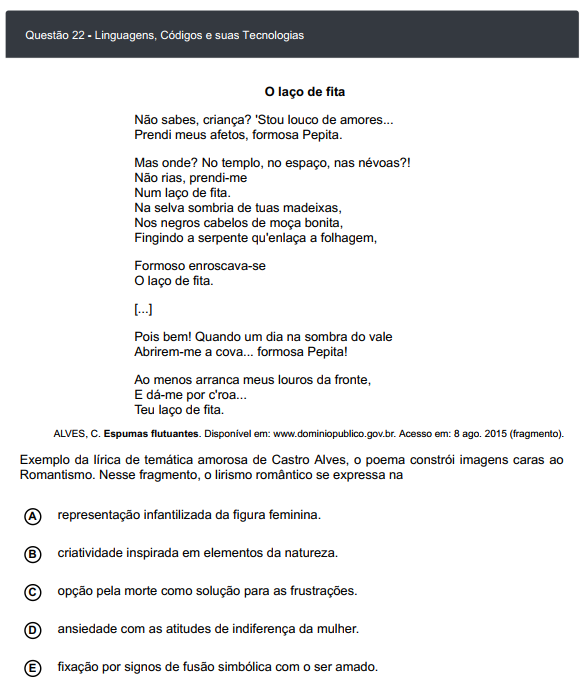 Questão 22 - Linguagens, Códigos e suas Tecnologias
O laço de fita
Não sabes, criança? 'Stou louco de amores...
Prendi meus afetos, formosa Pepita.
Mas onde? No templo, no espaço, nas névoas?!
Não rias, prendi-me
Num laço de fita.
Na selva sombria de tuas madeixas,
Nos negros cabelos de moça bonita,
Fingindo a serpente qu'enlaça a folhagem,
Formoso enroscava-se
O laço de fita.
[...]
Pois bem! Quando um dia na sombra do vale
Abrirem-me a cova... formosa Pepita!
Ao menos arranca meus louros da fronte,
E dá-me por c'roa...
Teu laço de fita.
ALVES, C. Espumas flutuantes. Disponível em: www.dominiopublico.gov.br. Acesso em: 8 ago. 2015 (fragmento).
Exemplo da lírica de temática amorosa de Castro Alves, o poema constrói imagens caras ao
Romantismo. Nesse fragmento, o lirismo romântico se expressa na
A representação infantilizada da figura feminina.
B criatividade inspirada em elementos da natureza.
C opção pela morte como solução para as frustrações.
D ansiedade com as atitudes de indiferença da mulher.
E fixação por signos de fusão simbólica com o ser amado.